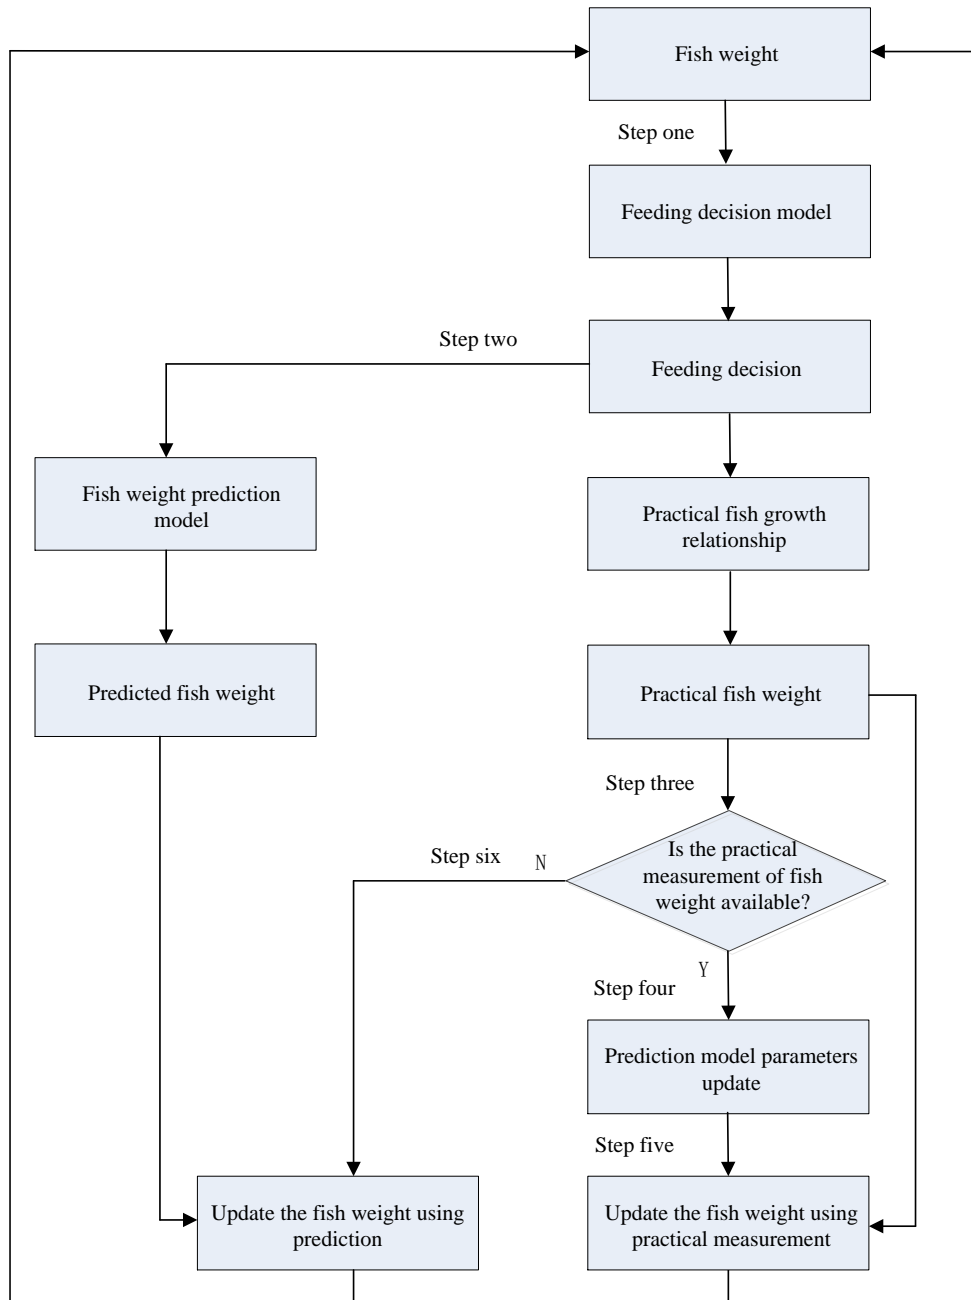 Fish weight
Step one
Feeding decision model
Step two
Feeding decision
Fish weight prediction
model
Practical fish growth
relationship
Predicted fish weight
Practical fish weight
Step three
Step six
N
Is the practical
measurement of fish
weight available?
Y
Step four
Prediction model parameters
update
Step five
Update the fish weight using
prediction
Update the fish weight using
practical measurement